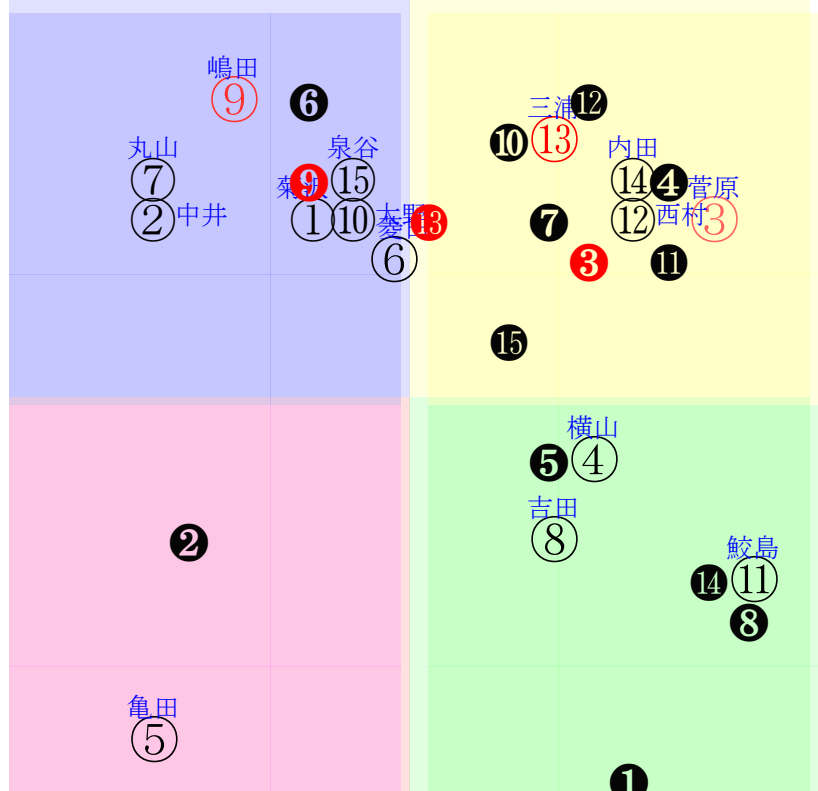 嶋田
⑨ ❻ ⓬
三浦
❿ ⑬
丸山 泉谷 内田
⑦ ❾ ⑮ ⑭ ❹ 菅原
② 中井 ① ⑩ ⓭ ❼ ⑫ 西村 ③
⑥ ❸ ⓫
⓯
横山
❺ ④
吉田
❷ ⑧
鮫島
⓮ ⑪
❽
亀田
⑤
❶